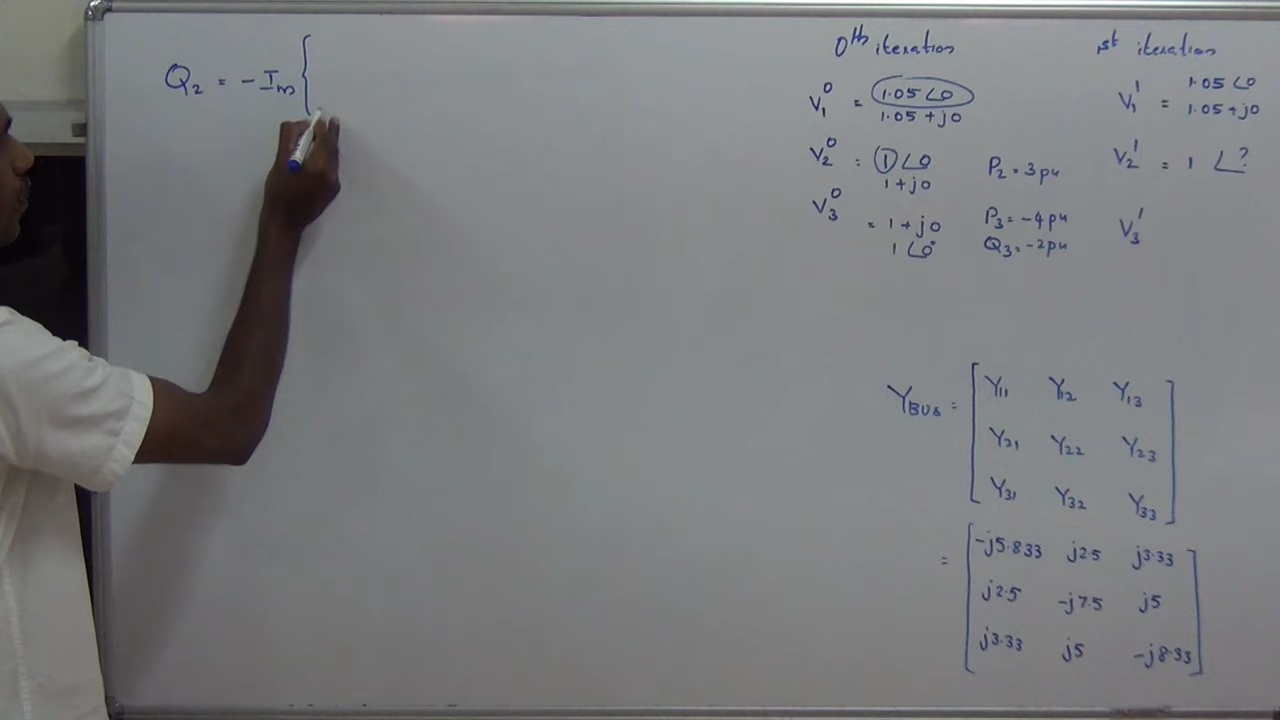 Q₂ = - Im {
0ᵗʰ iteration
V₁⁰ = 1.05∠0
1.05 + j0
V₂⁰ : 1∠0
1 + j0
P₂ = 3 pu
V₃⁰ = 1 + j0
1∠0°
P₃ = -4 pu
Q₃ = -2 pu
1st iteration
V₁¹ = 1.05∠0
1.05 + j0
V₂¹ = 1 ∠?
V₃¹
Y_BUS = [ Y₁₁ Y₁₂ Y₁₃
Y₂₁ Y₂₂ Y₂₃
Y₃₁ Y₃₂ Y₃₃ ]
= [ -j5.833 j2.5 j3.33
j2.5 -j7.5 j5
j3.33 j5 -j8.33 ]